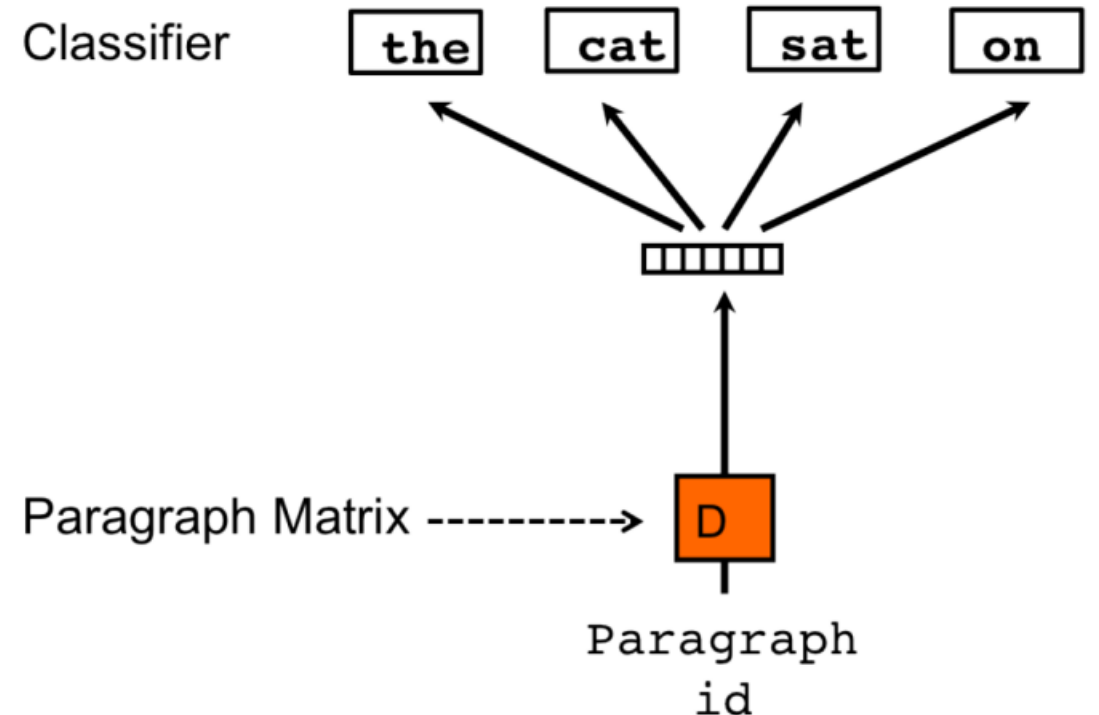 Classifier the cat sat on
Paragraph Matrix D
Paragraph
id